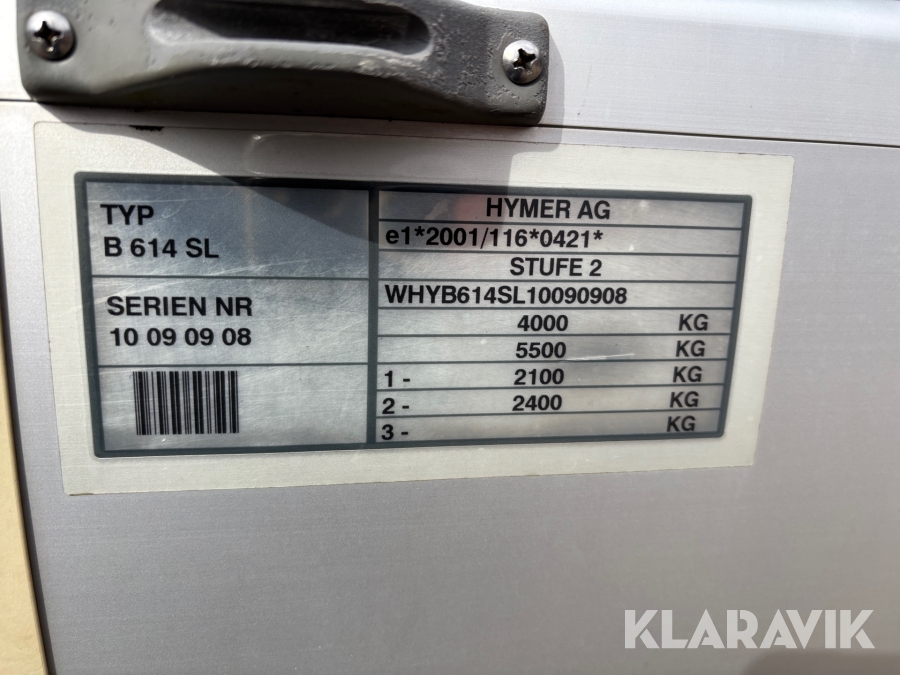 TYP
B 614 SL
SERIEN NR
10 09 09 08
HYMER AG
e1*2001/116*0421*
STUFE 2
WHYB614SL10090908
4000 KG
5500 KG
1 - 2100 KG
2 - 2400 KG
3 - KG
KLARAVIK